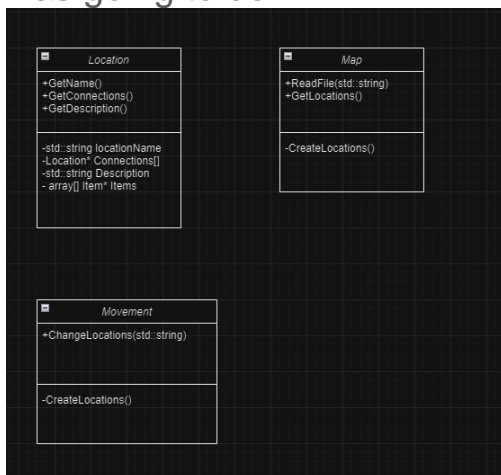 Location
+GetName()
+GetConnections()
+GetDescription()
-std::string locationName
-Location* Connections[]
-std::string Description
- array[] Item* Items
Map
+ReadFile(std::string)
+GetLocations()
-CreateLocations()
Movement
+ChangeLocations(std::string)
-CreateLocations()